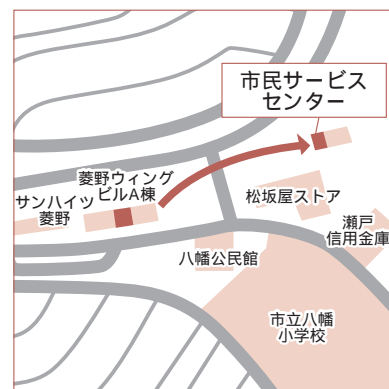 市民サービス
センター
菱野ウィング
ビルA棟
サンハイツ
菱野
松坂屋ストア
瀬戸
信用金庫
八幡公民館
市立八幡
小学校